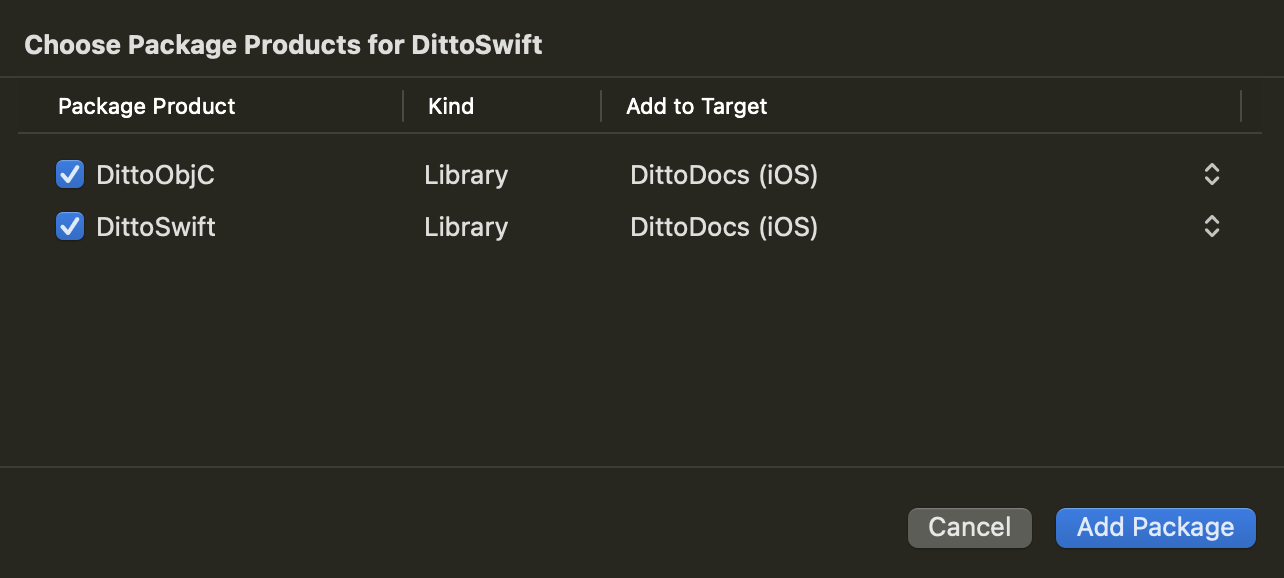 Choose Package Products for DittoSwift
Package Product Kind Add to Target
DittoObjC Library DittoDocs (iOS)
DittoSwift Library DittoDocs (iOS)
Cancel Add Package